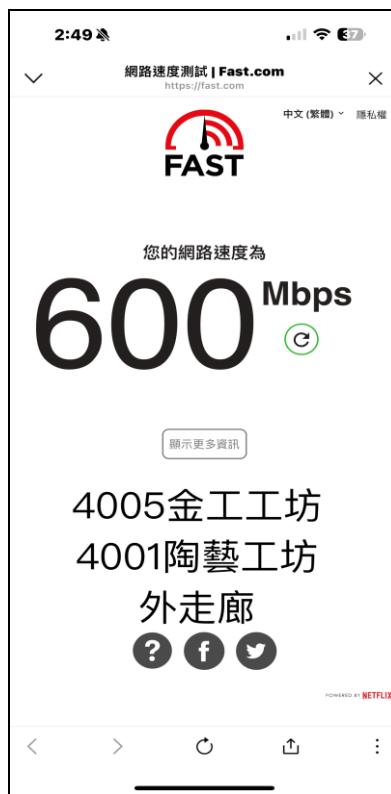 2:49
37
網路速度測試 | Fast.com
https://fast.com
中文 (繁體)
隱私權
FAST
您的網路速度為
600 Mbps
顯示更多資訊
4005金工工坊
4001陶藝工坊
外走廊
?
f
POWERED BY NETFLIX